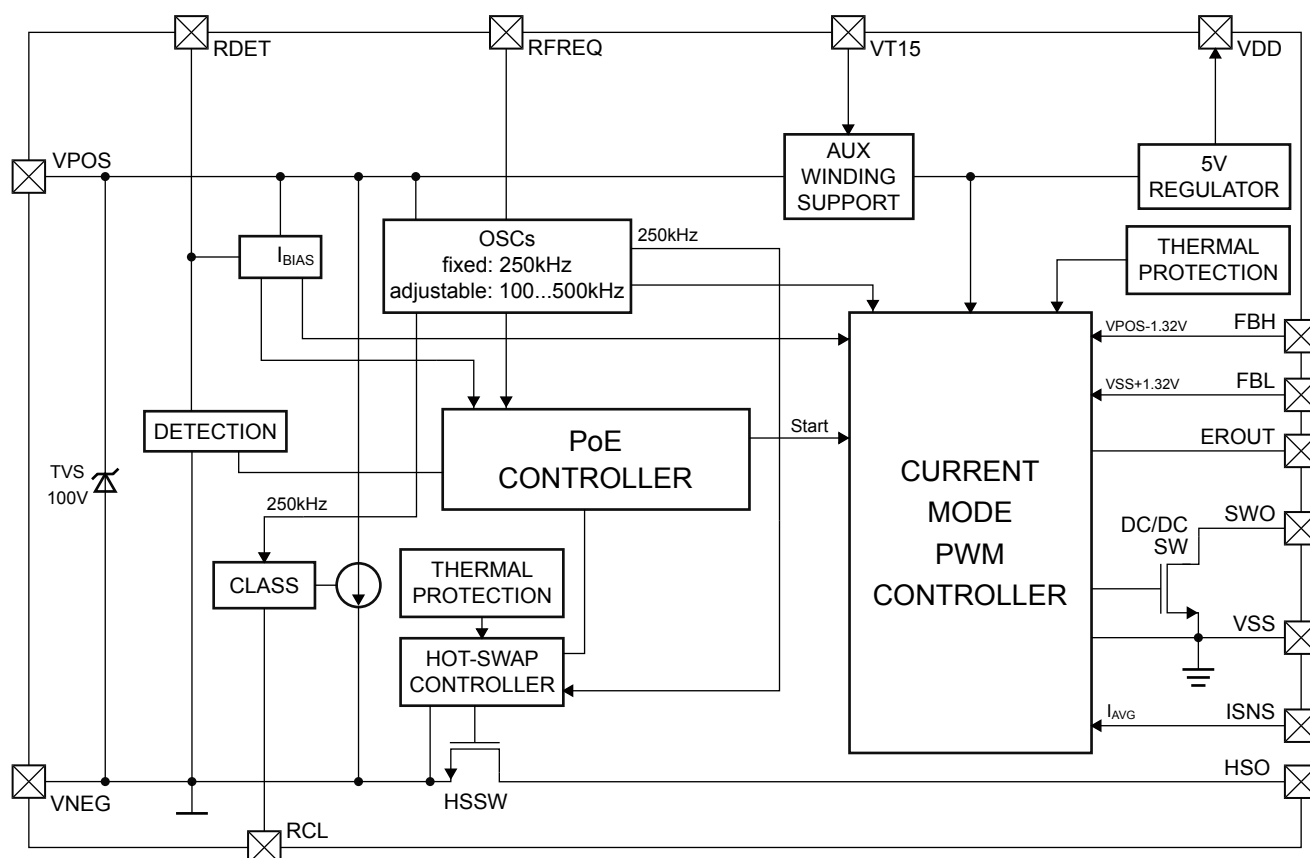 RDET
RFREQ
VT15
VDD
VPOS
AUX
WINDING
SUPPORT
5V
REGULATOR
I_BIAS
OSCs
fixed: 250kHz
adjustable: 100...500kHz
250kHz
THERMAL
PROTECTION
VPOS-1.32V
FBH
VSS+1.32V
FBL
DETECTION
PoE
CONTROLLER
Start
EROUT
TVS
100V
250kHz
CURRENT
MODE
PWM
CONTROLLER
DC/DC
SW
SWO
CLASS
THERMAL
PROTECTION
VSS
HOT-SWAP
CONTROLLER
I_AVG
ISNS
VNEG
HSSW
HSO
RCL